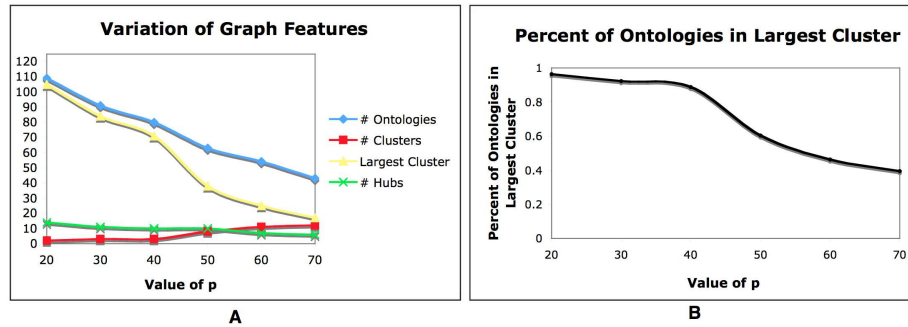 Variation of Graph Features
120
110
100
90
80
70
60
50
40
30
20
10
0
20 30 40 50 60 70
Value of p
# Ontologies
# Clusters
Largest Cluster
# Hubs
A
Percent of Ontologies in Largest Cluster
Percent of Ontologies in
Largest Cluster
1
0.8
0.6
0.4
0.2
0
20 30 40 50 60 70
Value of p
B